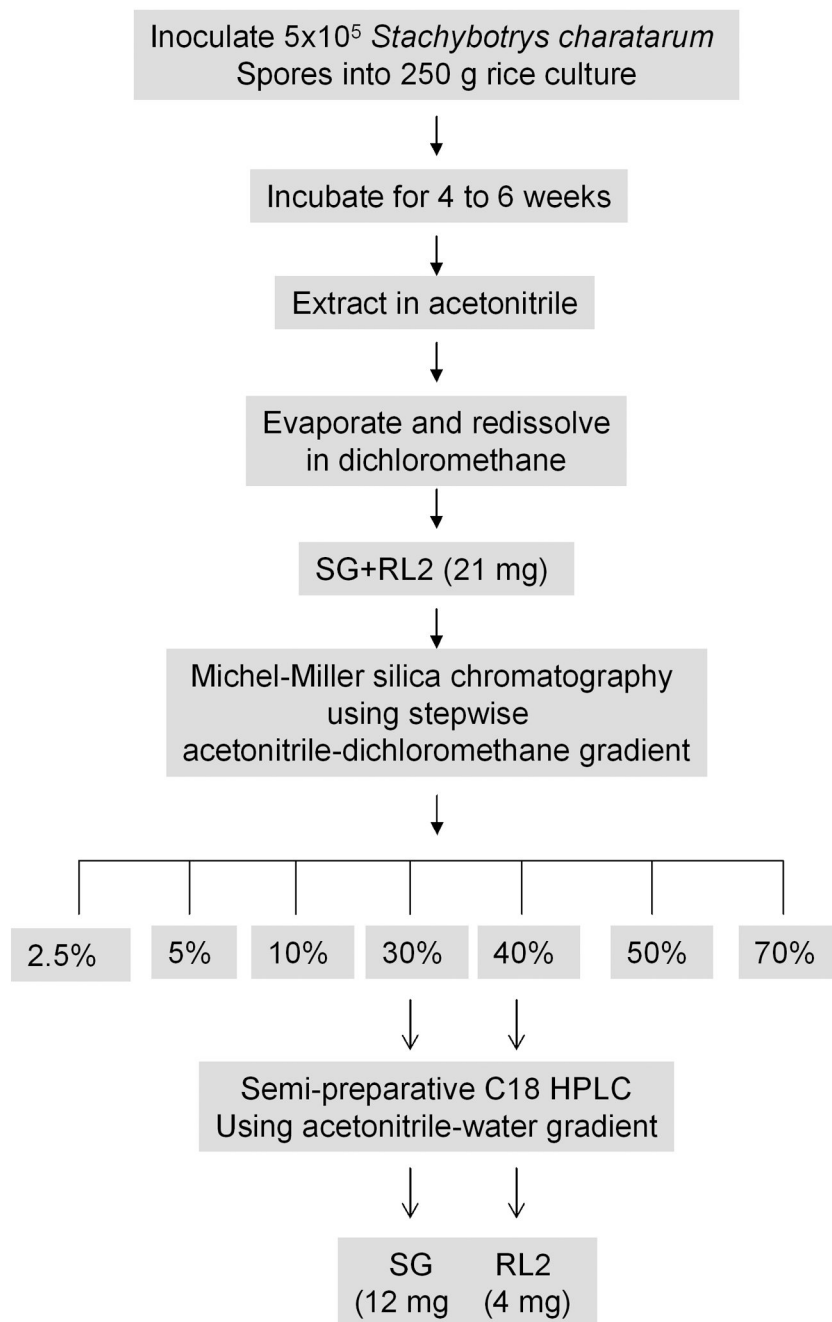 Inoculate 5x10⁵ Stachybotrys charatarum
Spores into 250 g rice culture
Incubate for 4 to 6 weeks
Extract in acetonitrile
Evaporate and redissolve
in dichloromethane
SG+RL2 (21 mg)
Michel-Miller silica chromatography
using stepwise
acetonitrile-dichloromethane gradient
2.5% 5% 10% 30% 40% 50% 70%
Semi-preparative C18 HPLC
Using acetonitrile-water gradient
SG RL2
(12 mg (4 mg)